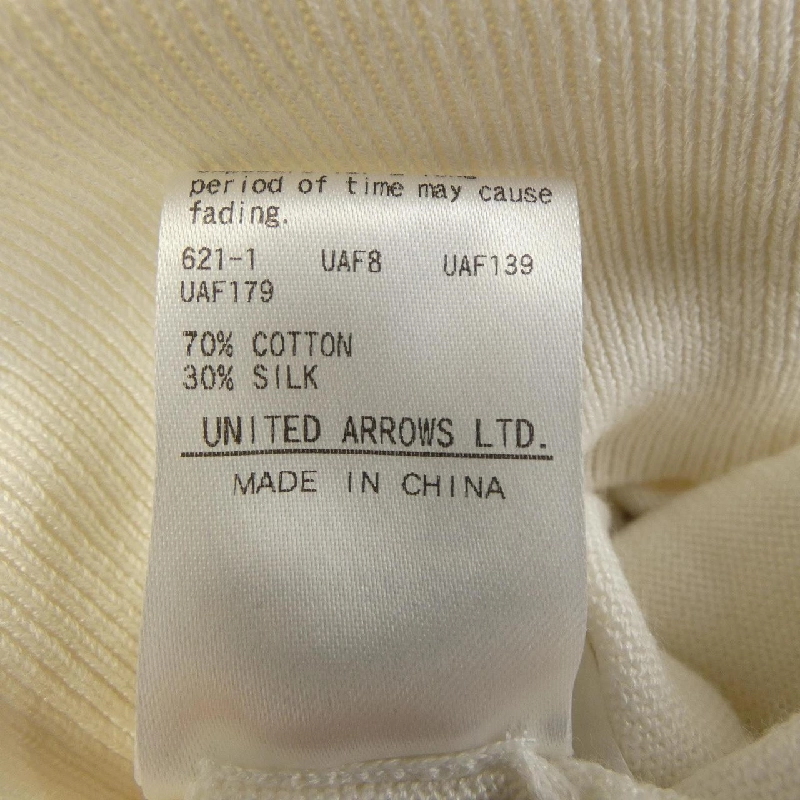 period of time may cause
fading.
621-1 UAF8 UAF139
UAF179
70% COTTON
30% SILK
UNITED ARROWS LTD.
MADE IN CHINA